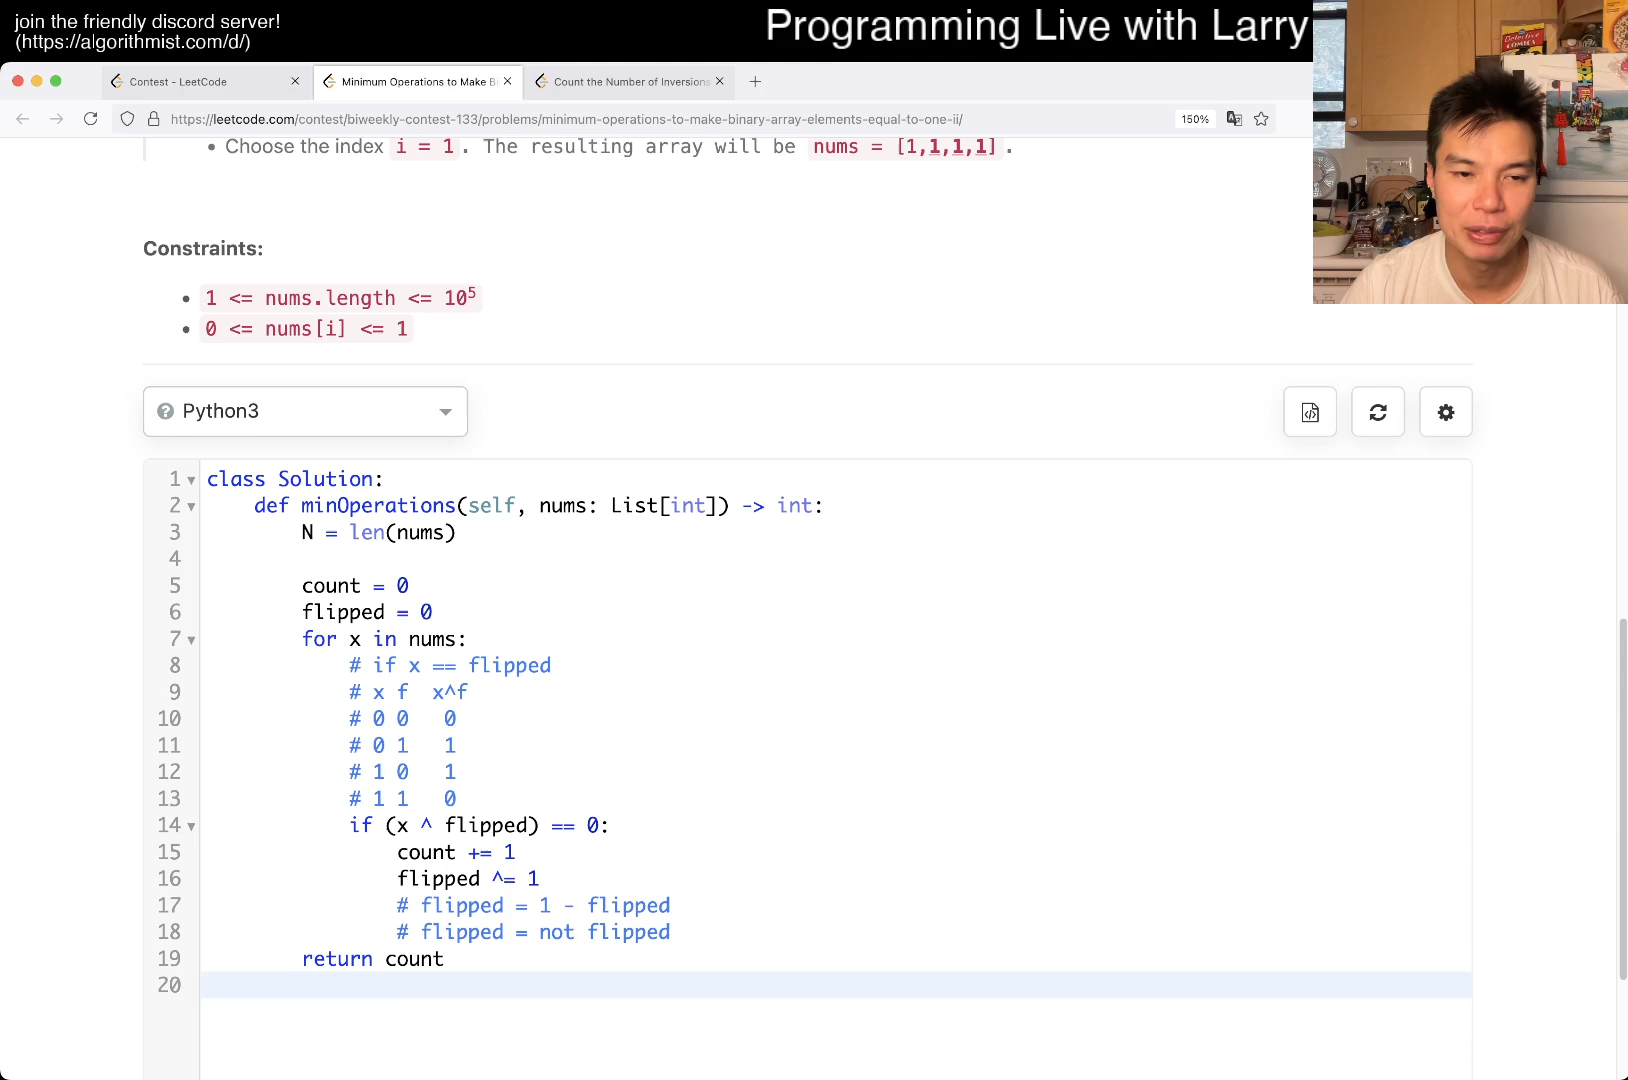 join the friendly discord server!
(https://algorithmist.com/d/)
Programming Live with Larry
Contest - LeetCode
Minimum Operations to Make Bi
Count the Number of Inversions
https://leetcode.com/contest/biweekly-contest-133/problems/minimum-operations-to-make-binary-array-elements-equal-to-one-ii/
150%
• Choose the index i = 1. The resulting array will be nums = [1,1,1,1].
Constraints:
• 1 <= nums.length <= 10⁵
• 0 <= nums[i] <= 1
Python3
1 class Solution:
2     def minOperations(self, nums: List[int]) -> int:
3         N = len(nums)
4
5         count = 0
6         flipped = 0
7         for x in nums:
8             # if x == flipped
9             # x f  x^f
10             # 0 0   0
11             # 0 1   1
12             # 1 0   1
13             # 1 1   0
14             if (x ^ flipped) == 0:
15                 count += 1
16                 flipped ^= 1
17                 # flipped = 1 - flipped
18                 # flipped = not flipped
19         return count
20